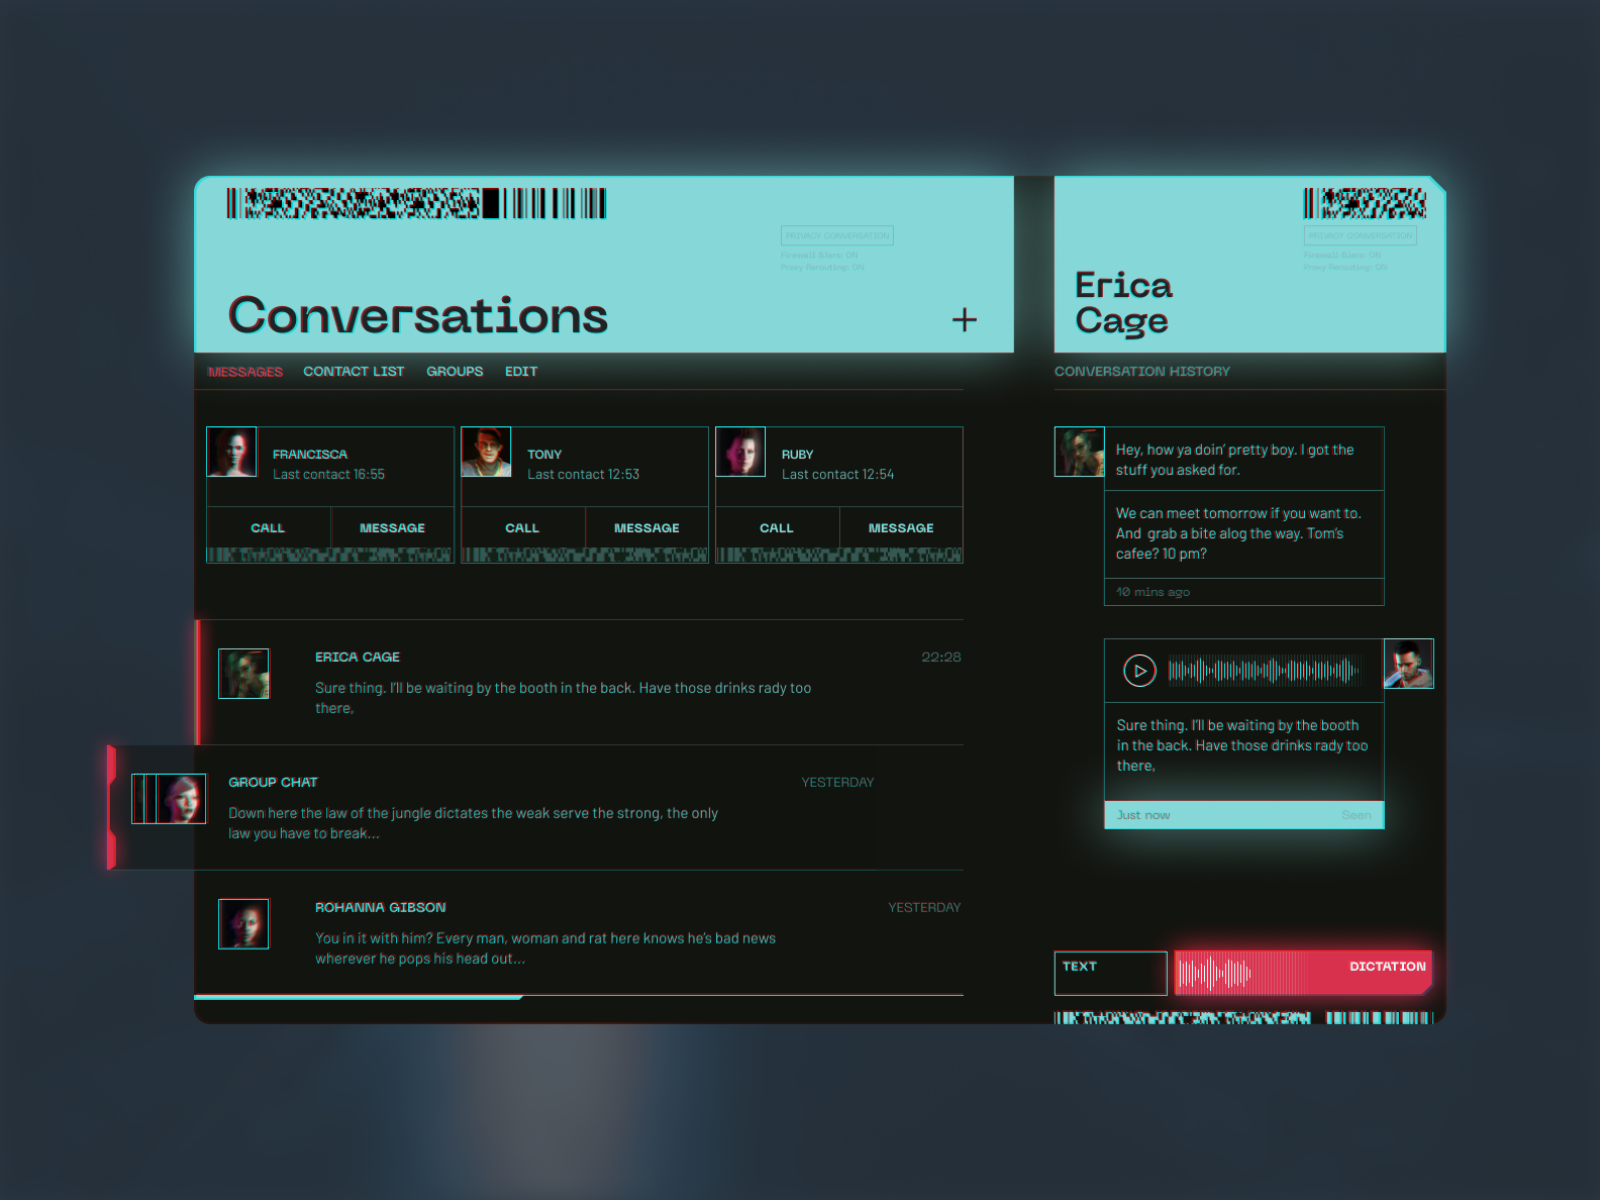 PRIVACY CONVERSATION
Firewall Blanc: ON
Proxy Rerouting: ON
Conversations
+
MESSAGES CONTACT LIST GROUPS EDIT
FRANCISCA
Last contact 16:55
CALL MESSAGE
TONY
Last contact 12:53
CALL MESSAGE
RUBY
Last contact 12:54
CALL MESSAGE
ERICA CAGE 22:28
Sure thing. I'll be waiting by the booth in the back. Have those drinks rady too
there,
GROUP CHAT YESTERDAY
Down here the law of the jungle dictates the weak serve the strong, the only
law you have to break...
ROHANNA GIBSON YESTERDAY
You in it with him? Every man, woman and rat here knows he's bad news
wherever he pops his head out...
PRIVACY CONVERSATION
Firewall Blanc: ON
Proxy Rerouting: ON
Erica
Cage
CONVERSATION HISTORY
Hey, how ya doin' pretty boy. I got the
stuff you asked for.
We can meet tomorrow if you want to.
And grab a bite alog the way. Tom's
cafee? 10 pm?
10 mins ago
Sure thing. I'll be waiting by the booth
in the back. Have those drinks rady too
there,
Just now Seen
TEXT DICTATION